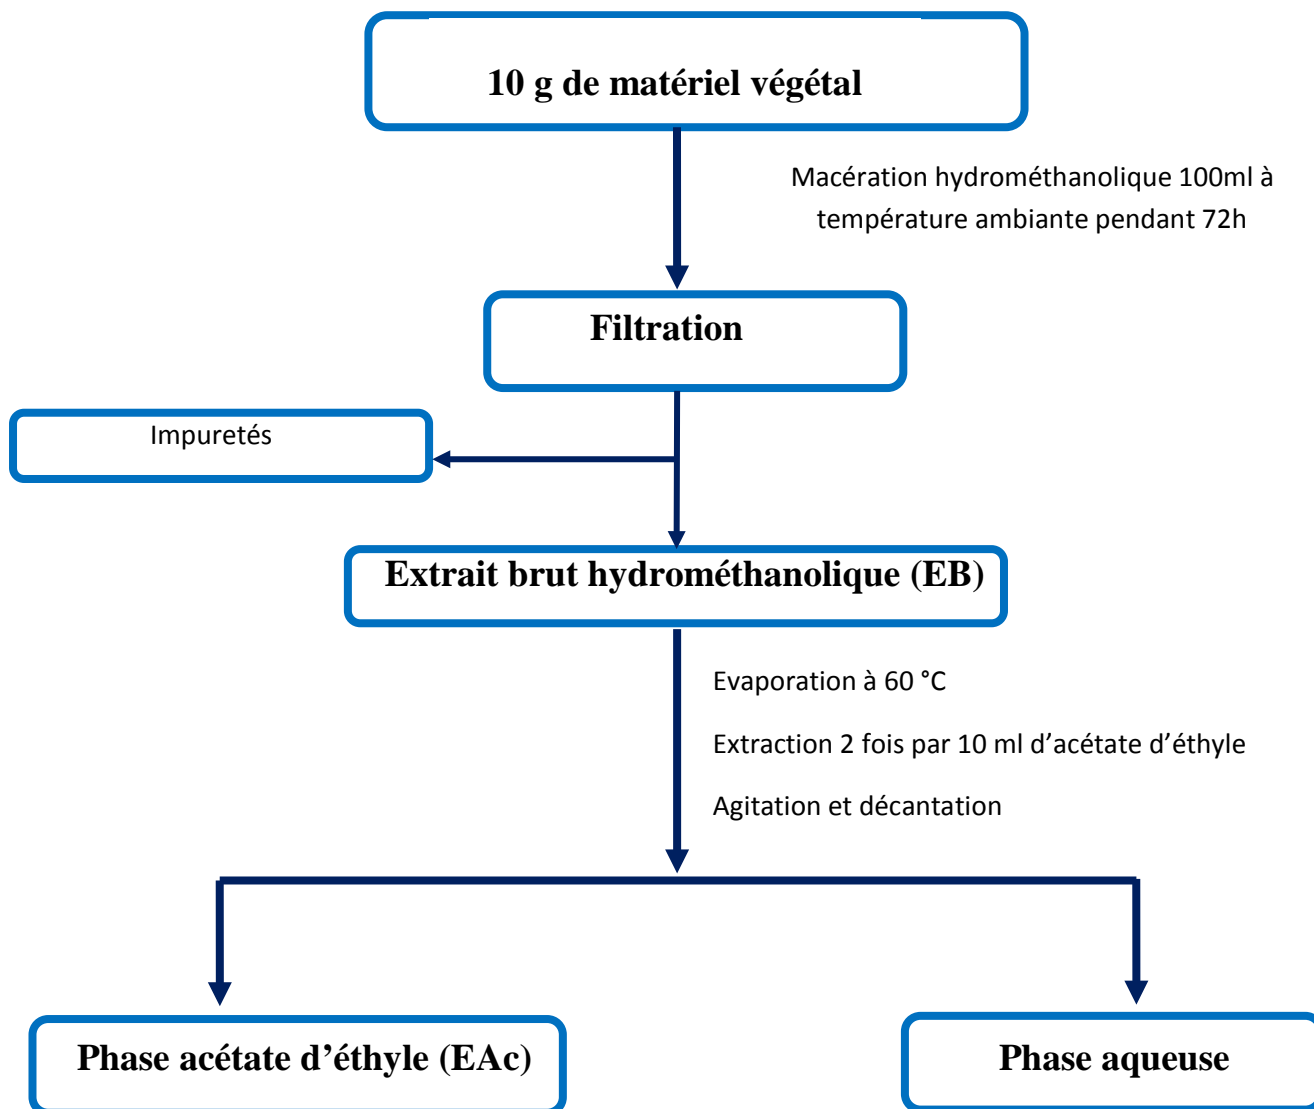 10 g de matériel végétal
Macération hydrométhanolique 100ml à
température ambiante pendant 72h
Filtration
Impuretés
Extrait brut hydrométhanolique (EB)
Evaporation à 60 °C
Extraction 2 fois par 10 ml d’acétate d’éthyle
Agitation et décantation
Phase acétate d’éthyle (EAc)
Phase aqueuse